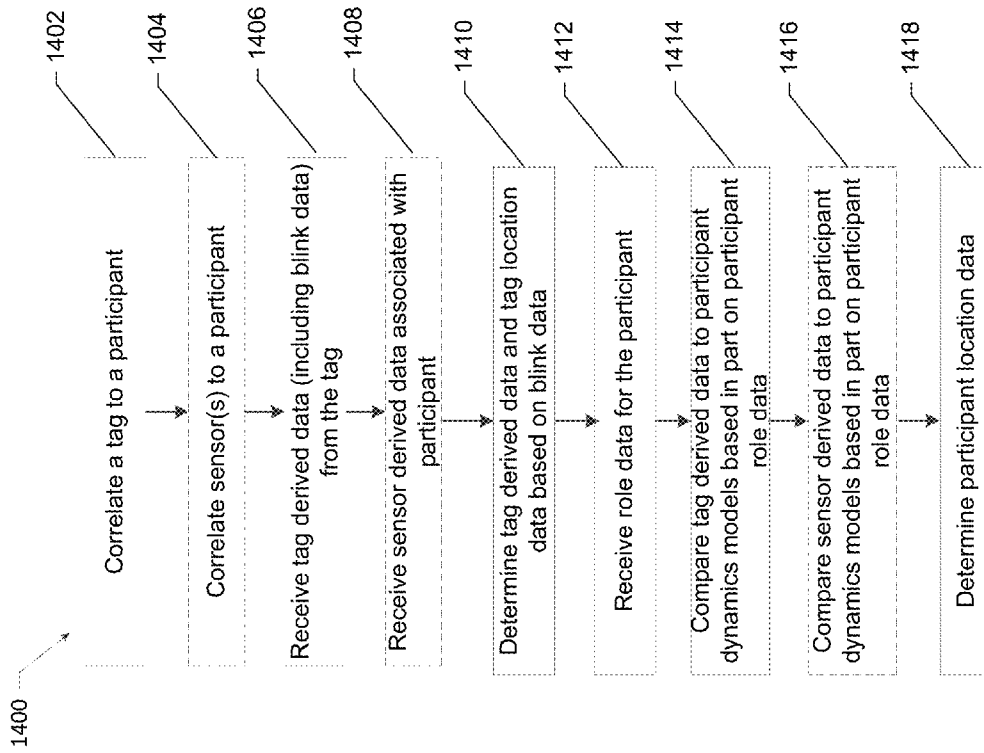 1400
Correlate a tag to a participant
1402
Correlate sensor(s) to a participant
1404
Receive tag derived data (including blink data)
from the tag
1406
Receive sensor derived data associated with
participant
1408
Determine tag derived data and tag location
data based on blink data
1410
Receive role data for the participant
1412
Compare tag derived data to participant
dynamics models based in part on participant
role data
1414
Compare sensor derived data to participant
dynamics models based in part on participant
role data
1416
Determine participant location data
1418